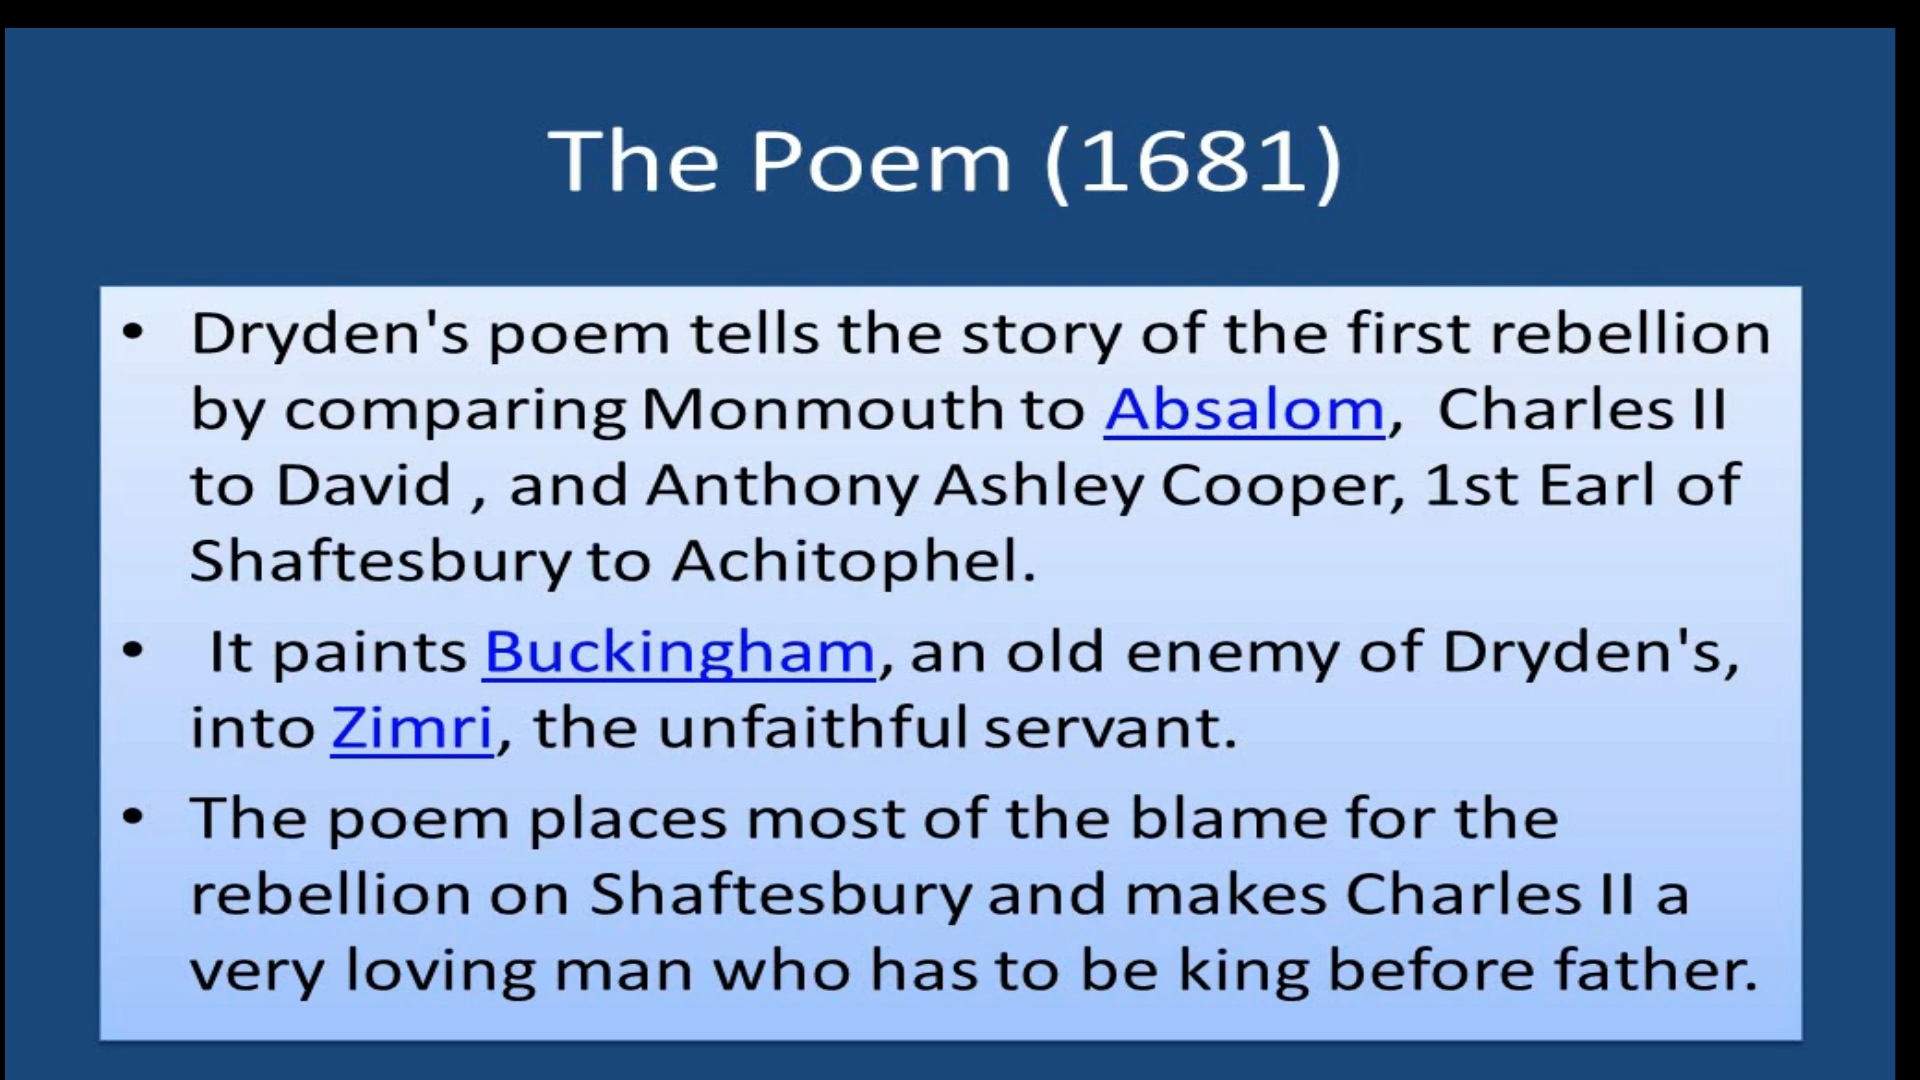 The Poem (1681)
• Dryden's poem tells the story of the first rebellion
by comparing Monmouth to Absalom, Charles II
to David , and Anthony Ashley Cooper, 1st Earl of
Shaftesbury to Achitophel.
• It paints Buckingham, an old enemy of Dryden's,
into Zimri, the unfaithful servant.
• The poem places most of the blame for the
rebellion on Shaftesbury and makes Charles II a
very loving man who has to be king before father.